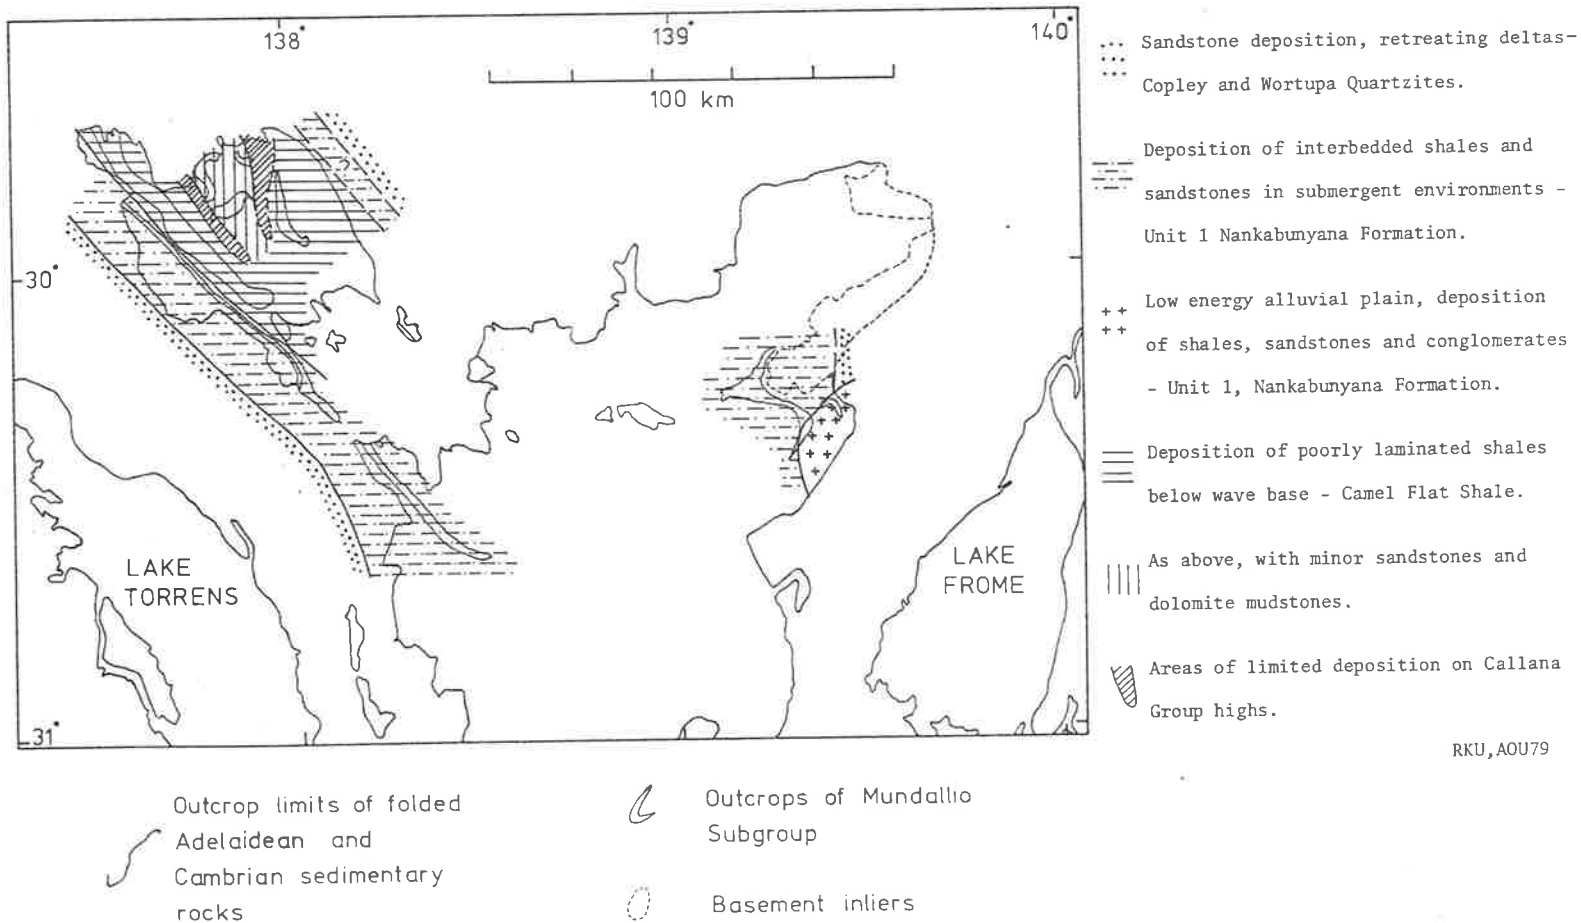 138°
139°
140°
100 km
30°
31°
LAKE
TORRENS
LAKE
FROME
Sandstone deposition, retreating deltas-
Copley and Wortupa Quartzites.
Deposition of interbedded shales and
sandstones in submergent environments -
Unit 1 Nankabunyana Formation.
Low energy alluvial plain, deposition
of shales, sandstones and conglomerates
- Unit 1, Nankabunyana Formation.
Deposition of poorly laminated shales
below wave base - Camel Flat Shale.
As above, with minor sandstones and
dolomite mudstones.
Areas of limited deposition on Callana
Group highs.
RKU,AOU79
Outcrop limits of folded
Adelaidean and
Cambrian sedimentary
rocks
Outcrops of Mundallio
Subgroup
Basement inliers